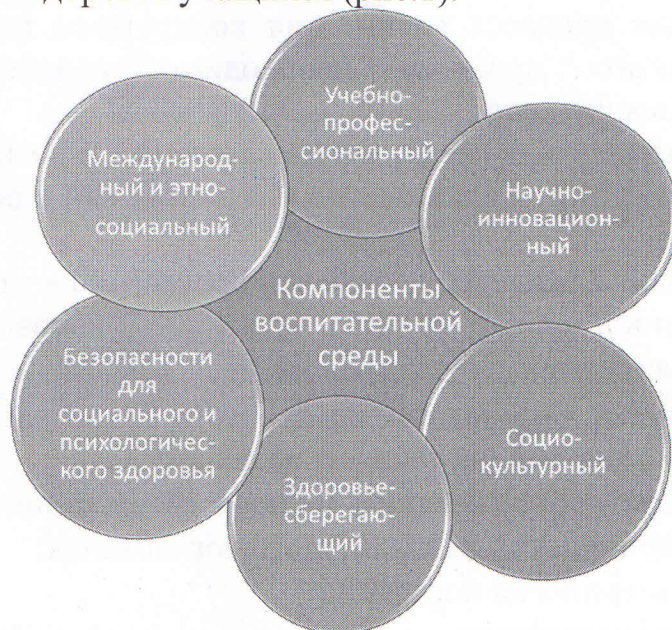 Учебно-
профес-
сиональный
Научно-
инновацион-
ный
Социо-
культурный
Здоровье-
сберегаю-
щий
Безопасности
для
социального и
психологичес-
кого здоровья
Международ-
ный и этно-
социальный
Компоненты
воспитательной
среды